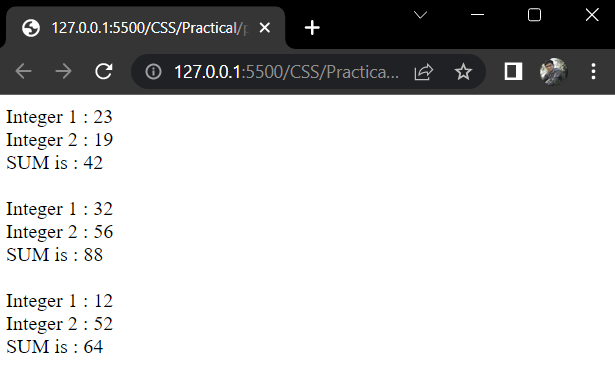 127.0.0.1:5500/CSS/Practical/
127.0.0.1:5500/CSS/Practica...
Integer 1 : 23
Integer 2 : 19
SUM is : 42
Integer 1 : 32
Integer 2 : 56
SUM is : 88
Integer 1 : 12
Integer 2 : 52
SUM is : 64